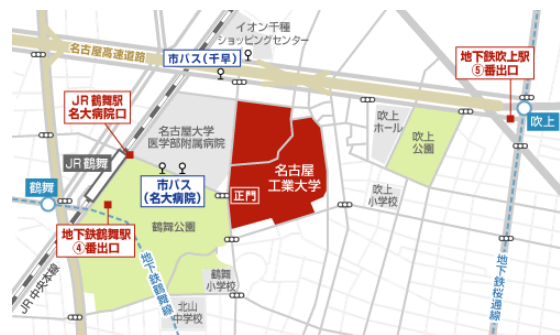 イオン千種
ショッピングセンター
名古屋高速道路
市バス(千早)
地下鉄吹上駅
⑤番出口
JR 鶴舞駅
名大病院口
名古屋大学
医学部附属病院
吹上
ホール
吹上
公園
吹上
JR 鶴舞
名古屋
工業大学
市バス
(名大病院)
正門
吹上
小学校
鶴舞
地下鉄鶴舞駅
④番出口
鶴舞公園
地下鉄鶴舞線
地下鉄桜通線
JR中央本線
鶴舞
小学校
北山
中学校